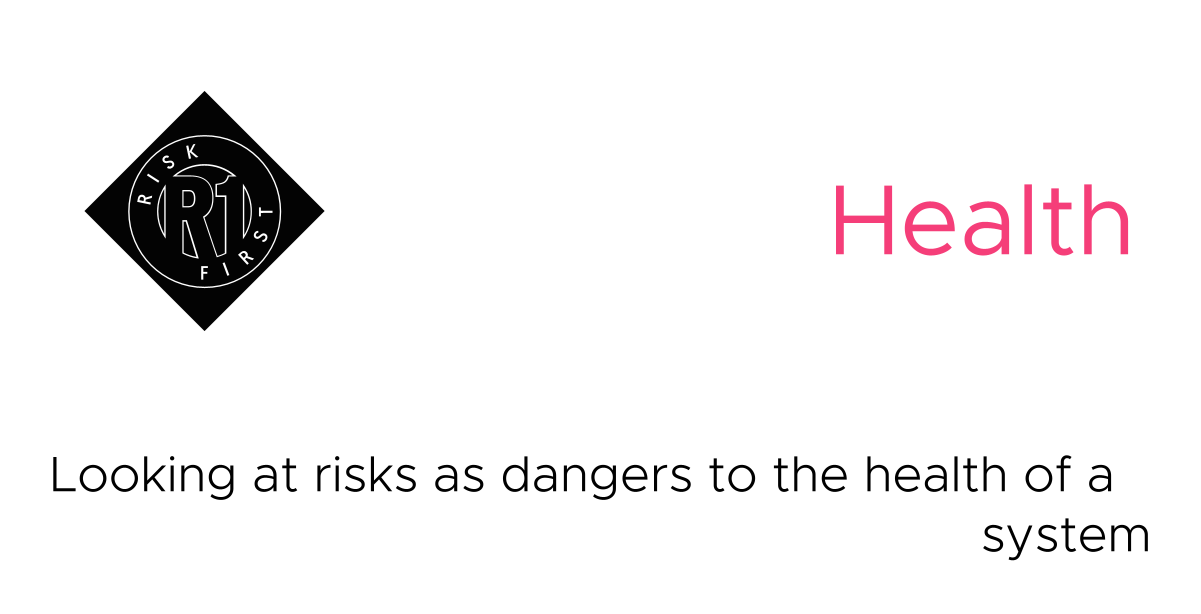 RISK
R1
FIRST
Health
Looking at risks as dangers to the health of a
system